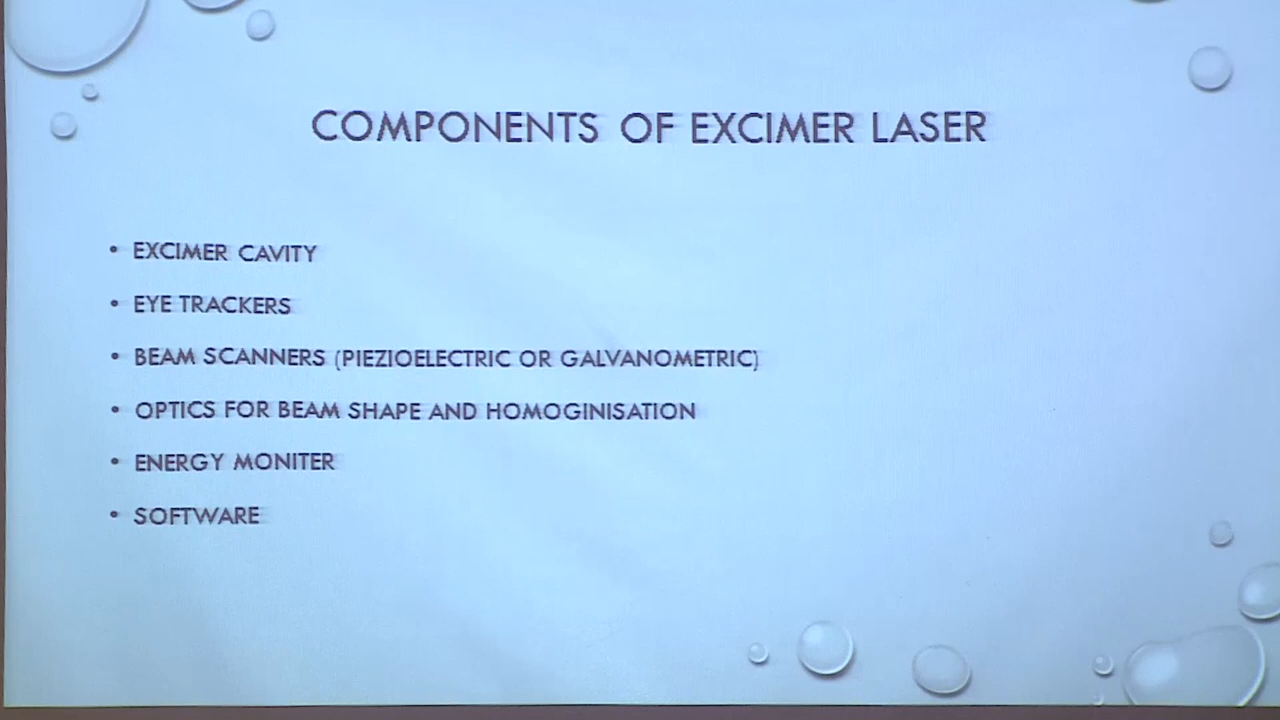 COMPONENTS OF EXCIMER LASER
• EXCIMER CAVITY
• EYE TRACKERS
• BEAM SCANNERS (PIEZIOELECTRIC OR GALVANOMETRIC)
• OPTICS FOR BEAM SHAPE AND HOMOGINISATION
• ENERGY MONITER
• SOFTWARE